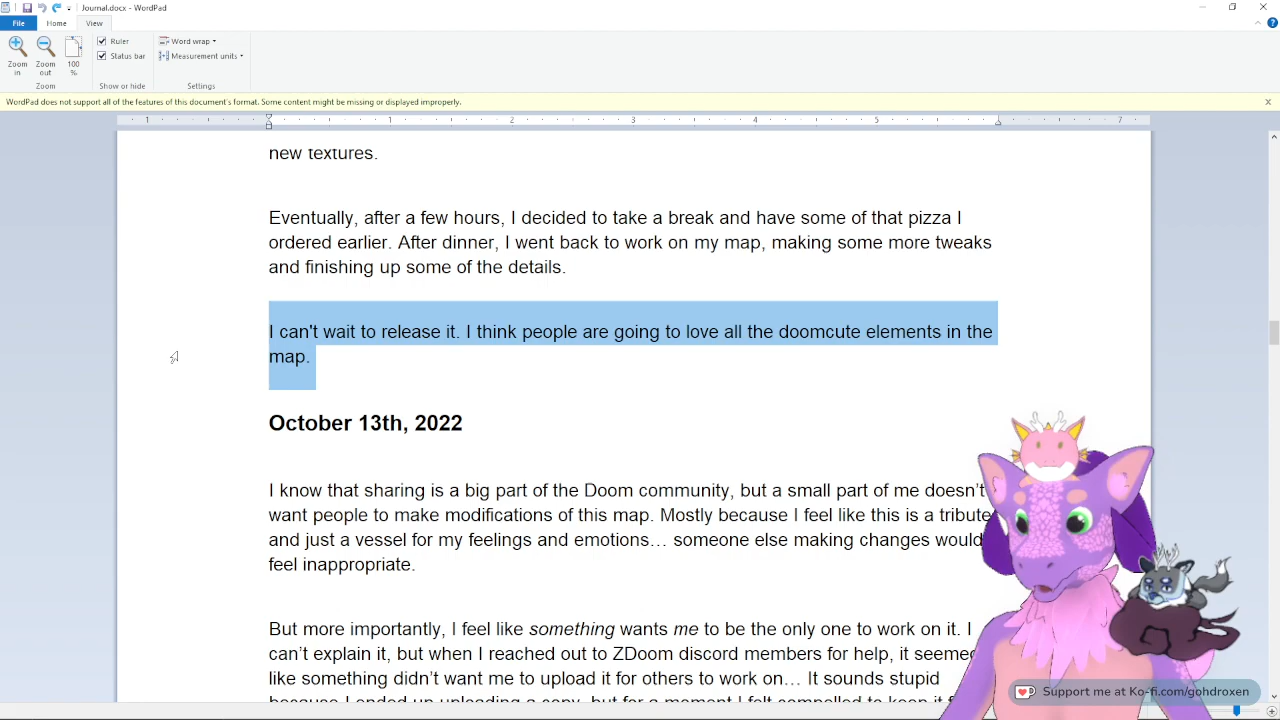 Journal.docx - WordPad
File
Home
View
Zoom in
Zoom out
100 %
Ruler
Status bar
Word wrap
Measurement units
Zoom
Show or hide
Settings
WordPad does not support all of the features of this document's format. Some content might be missing or displayed improperly.
1 1 2 3 4 5 7
new textures.
Eventually, after a few hours, I decided to take a break and have some of that pizza I
ordered earlier. After dinner, I went back to work on my map, making some more tweaks
and finishing up some of the details.
I can't wait to release it. I think people are going to love all the doomcute elements in the
map.
October 13th, 2022
I know that sharing is a big part of the Doom community, but a small part of me doesn't
want people to make modifications of this map. Mostly because I feel like this is a tribute
and just a vessel for my feelings and emotions… someone else making changes would
feel inappropriate.
But more importantly, I feel like something wants me to be the only one to work on it. I
can't explain it, but when I reached out to ZDoom discord members for help, it seemed
like something didn't want me to upload it for others to work on… It sounds stupid
Support me at Ko-fi.com/gohdroxen